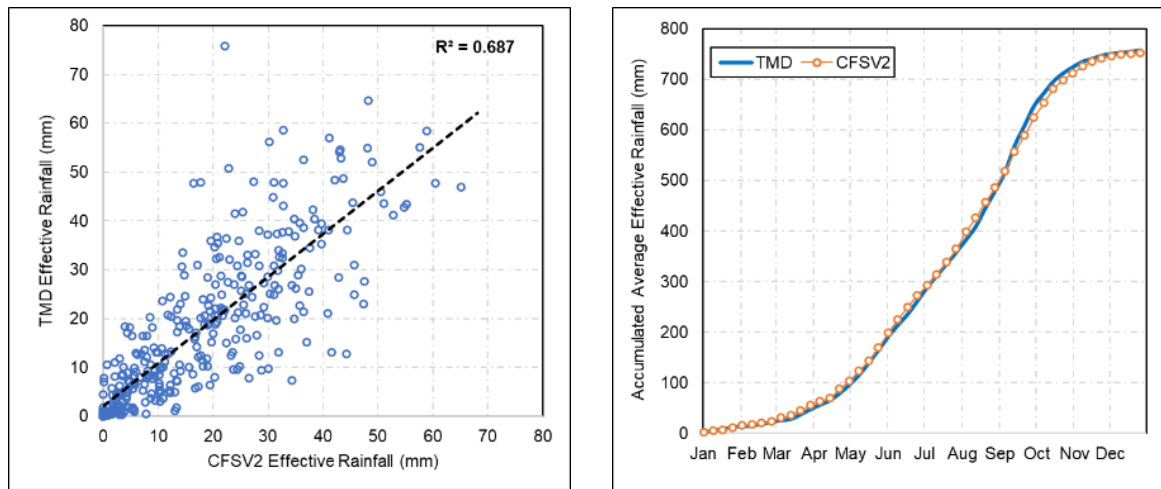 R² = 0.687
TMD Effective Rainfall (mm)
80
70
60
50
40
30
20
10
0
0 10 20 30 40 50 60 70 80
CFSV2 Effective Rainfall (mm)
TMD CFSV2
Accumulated Average Effective Rainfall (mm)
800
700
600
500
400
300
200
100
0
Jan Feb Mar Apr May Jun Jul Aug Sep Oct Nov Dec